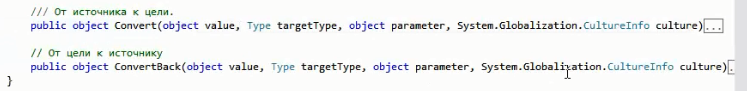 /// От источника к цели.
public object Convert(object value, Type targetType, object parameter, System.Globalization.CultureInfo culture)...
// От цели к источнику
public object ConvertBack(object value, Type targetType, object parameter, System.Globalization.CultureInfo culture).
}